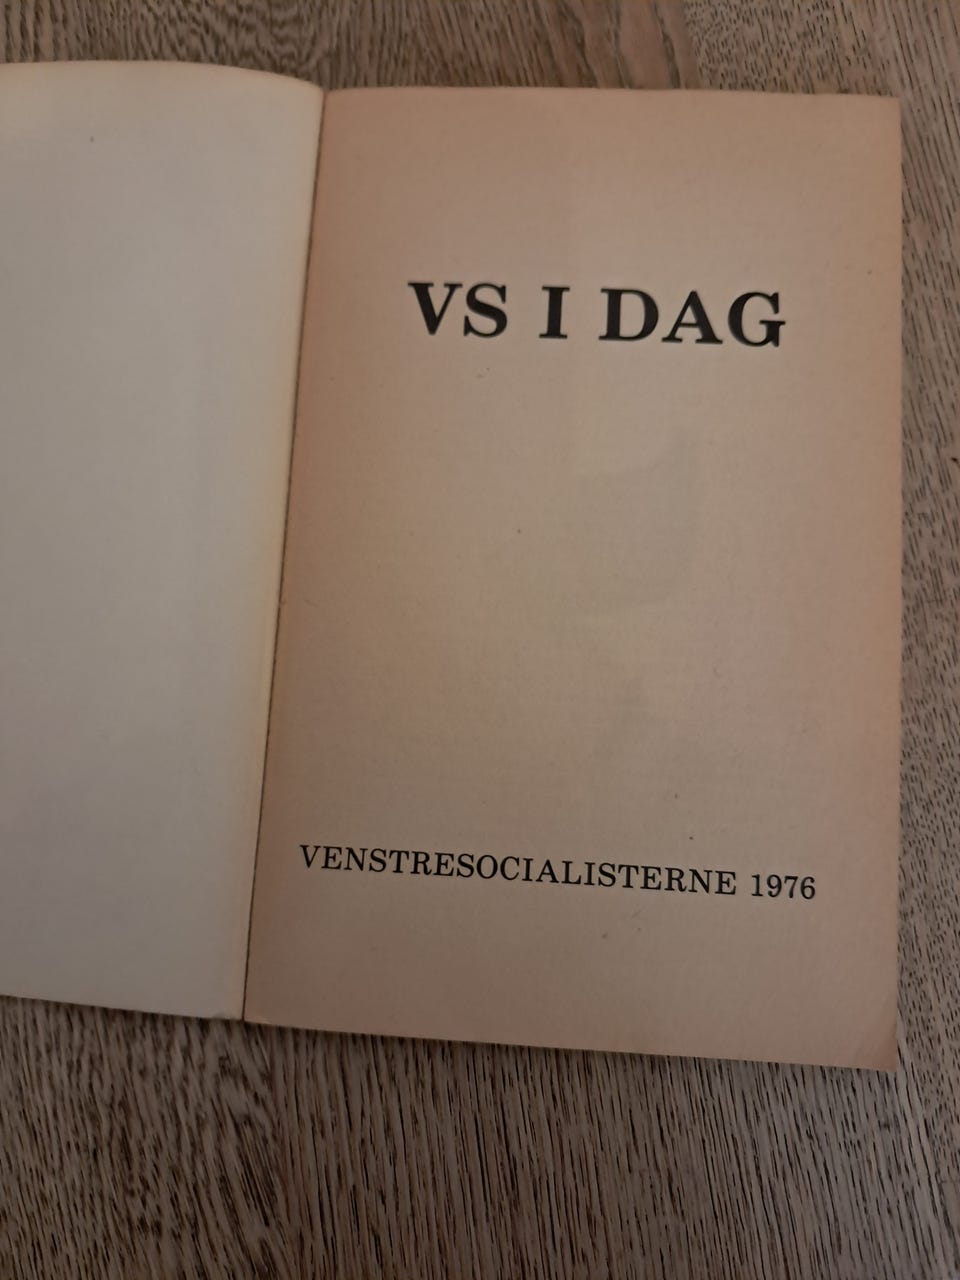 VS I DAG
VENSTRESOCIALISTERNE 1976